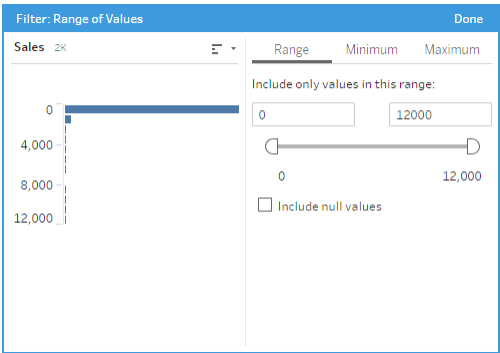 Filter: Range of Values Done
Sales 2K
Range Minimum Maximum
Include only values in this range:
0 12000
0 12,000
Include null values
0
4,000
8,000
12,000